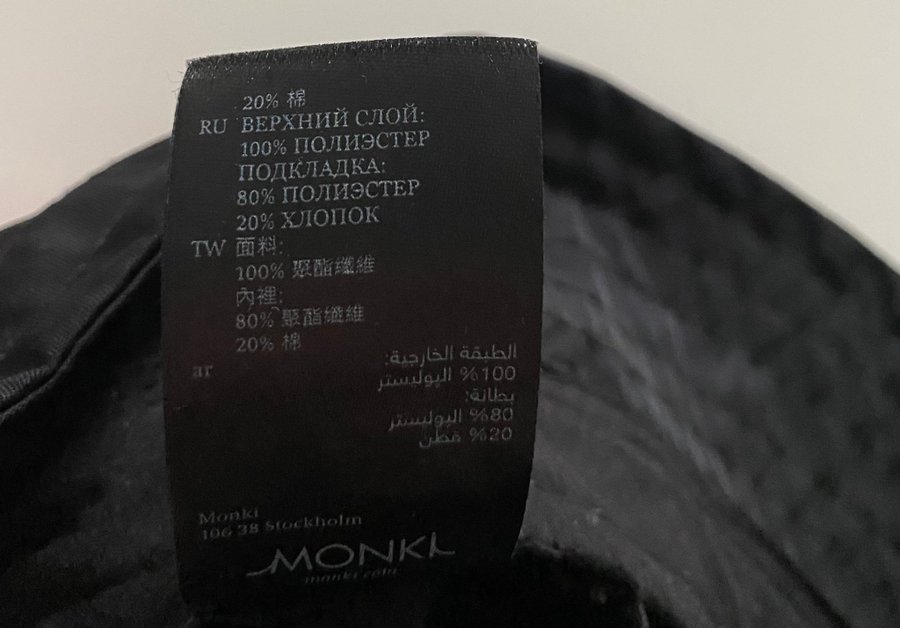 20% 棉
RU ВЕРХНИЙ СЛОЙ:
100% ПОЛИЭСТЕР
ПОДКЛАДКА:
80% ПОЛИЭСТЕР
20% ХЛОПОК
TW 面料:
100% 聚酯纖維
內裡:
80% 聚酯纖維
20% 棉
ar
الطبقة الخارجية:
100% البوليستر
بطانة:
80% البوليستر
20% قطن
Monki
106 38 Stockholm
MONKI
monki.com